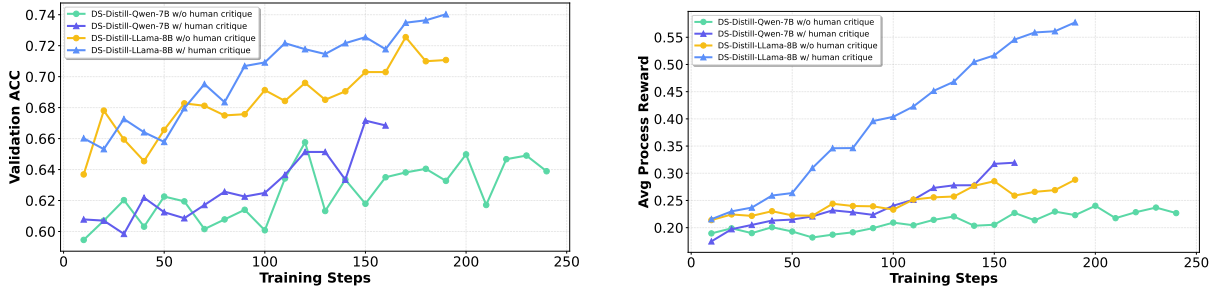 DS-Distill-Qwen-7B w/o human critique
DS-Distill-Qwen-7B w/ human critique
DS-Distill-LLama-8B w/o human critique
DS-Distill-LLama-8B w/ human critique
Validation ACC
0.74
0.72
0.70
0.68
0.66
0.64
0.62
0.60
0
50
100
150
200
250
Training Steps
DS-Distill-Qwen-7B w/o human critique
DS-Distill-Qwen-7B w/ human critique
DS-Distill-LLama-8B w/o human critique
DS-Distill-LLama-8B w/ human critique
Avg Process Reward
0.55
0.50
0.45
0.40
0.35
0.30
0.25
0.20
0
50
100
150
200
250
Training Steps